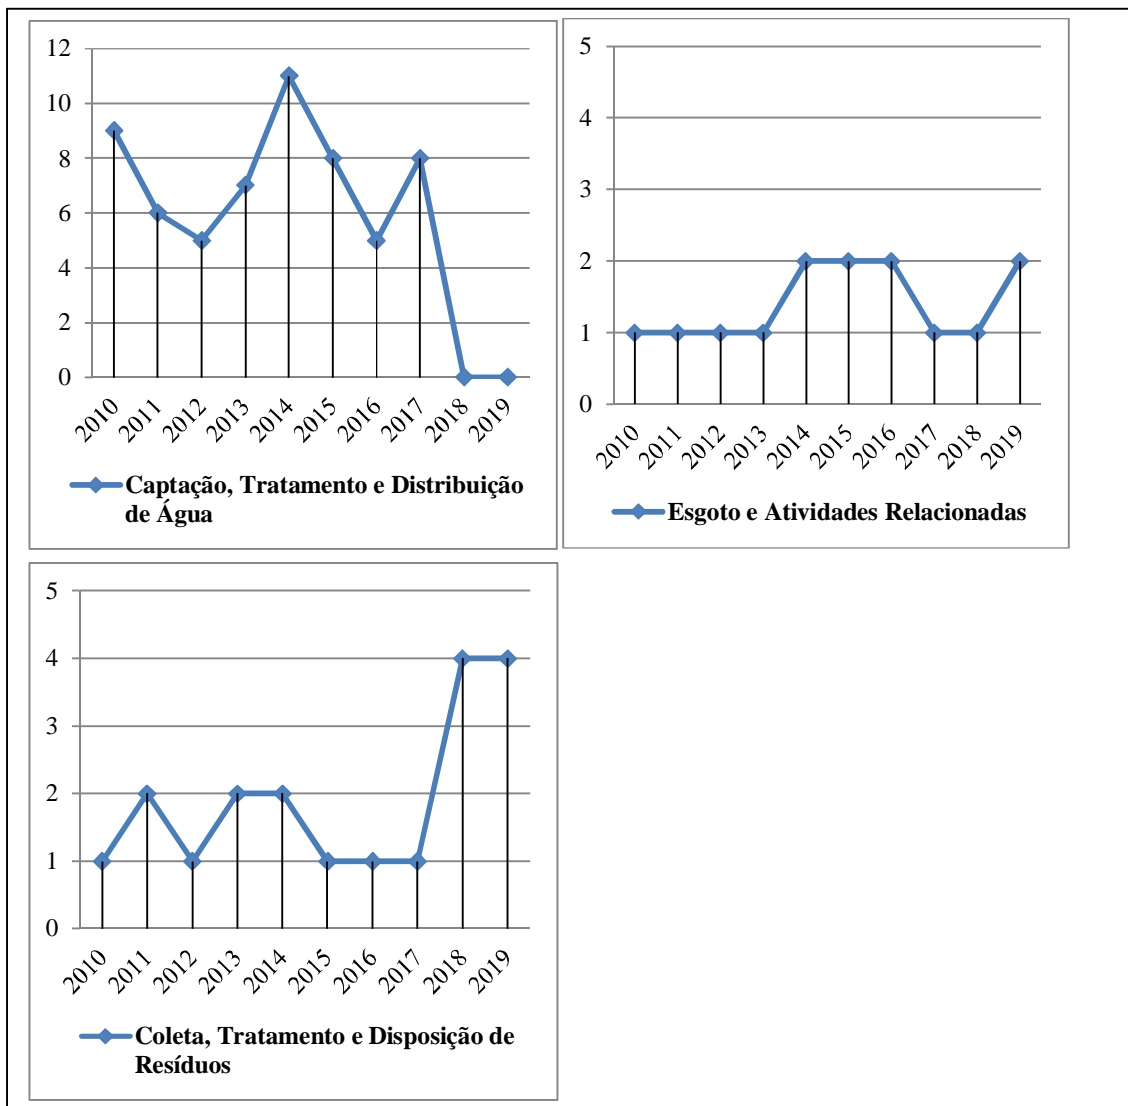 12
10
8
6
4
2
0
2010 2011 2012 2013 2014 2015 2016 2017 2018 2019
Captação, Tratamento e Distribuição
de Água
5
4
3
2
1
0
2010 2011 2012 2013 2014 2015 2016 2017 2018 2019
Esgoto e Atividades Relacionadas
5
4
3
2
1
0
2010 2011 2012 2013 2014 2015 2016 2017 2018 2019
Coleta, Tratamento e Disposição de
Resíduos